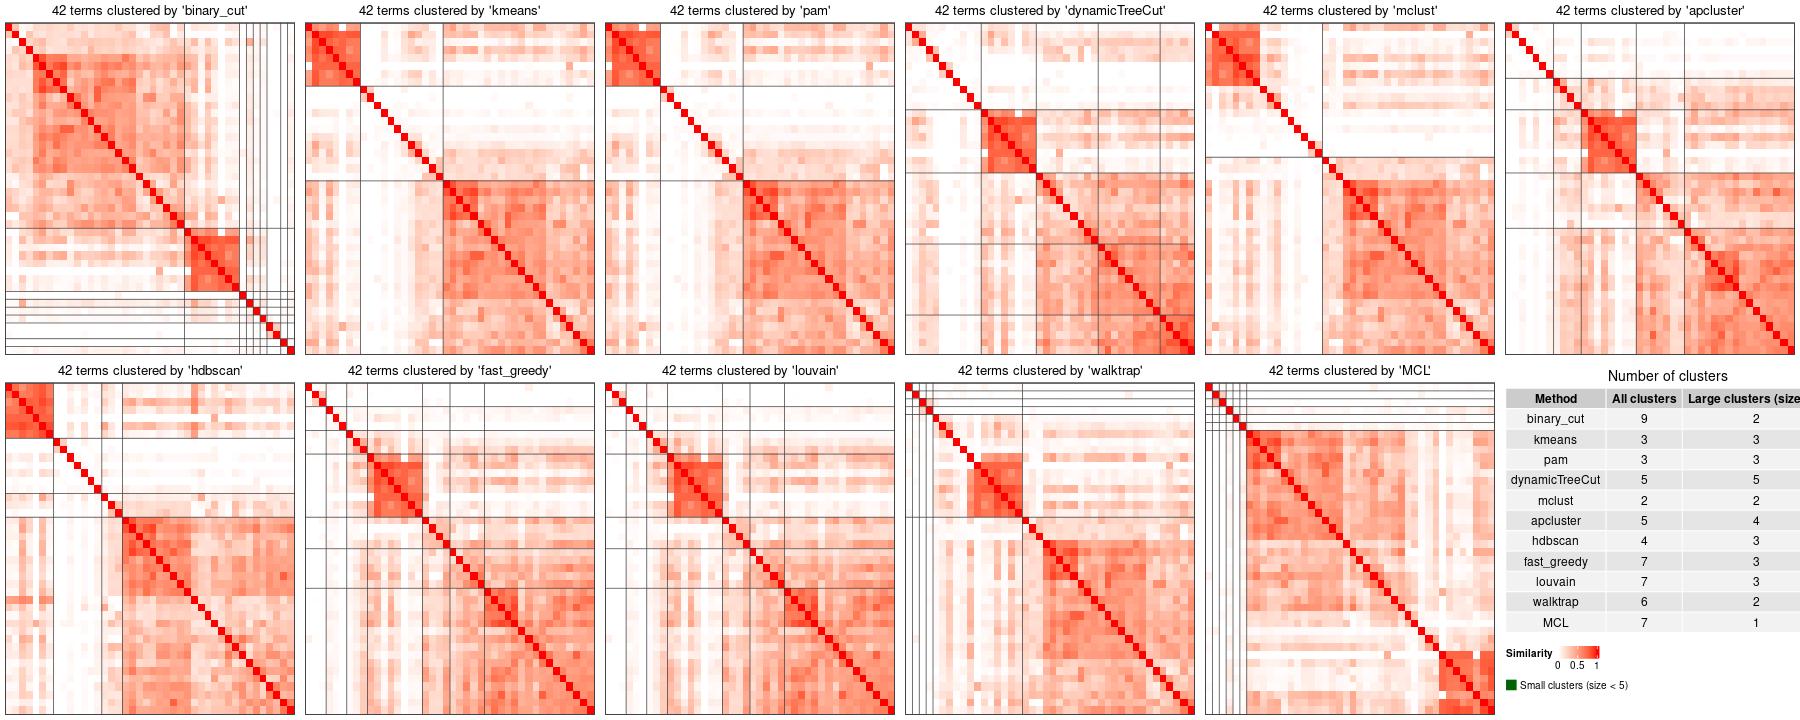 42 terms clustered by 'binary_cut'
42 terms clustered by 'kmeans'
42 terms clustered by 'pam'
42 terms clustered by 'dynamicTreeCut'
42 terms clustered by 'mclust'
42 terms clustered by 'apcluster'
42 terms clustered by 'hdbscan'
42 terms clustered by 'fast_greedy'
42 terms clustered by 'louvain'
42 terms clustered by 'walktrap'
42 terms clustered by 'MCL'
Number of clusters
Method All clusters Large clusters (size
binary_cut 9 2
kmeans 3 3
pam 3 3
dynamicTreeCut 5 5
mclust 2 2
apcluster 5 4
hdbscan 4 3
fast_greedy 7 3
louvain 7 3
walktrap 6 2
MCL 7 1
Similarity
0 0.5 1
Small clusters (size < 5)